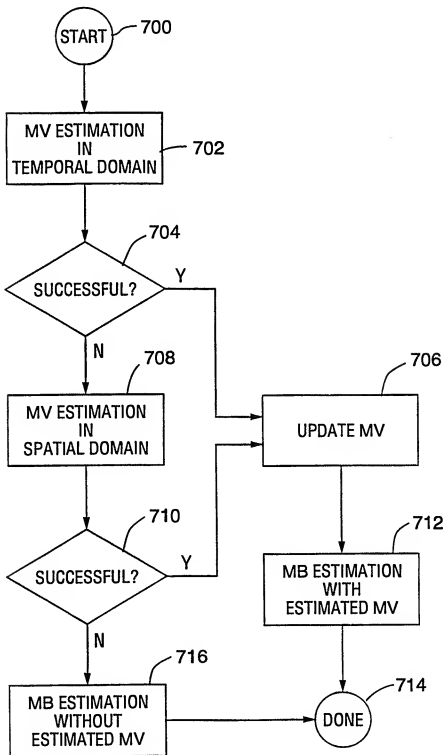 START
700
MV ESTIMATION
IN
TEMPORAL DOMAIN
702
704
SUCCESSFUL?
Y
N
708
MV ESTIMATION
IN
SPATIAL DOMAIN
706
UPDATE MV
710
SUCCESSFUL?
Y
N
712
MB ESTIMATION
WITH
ESTIMATED MV
716
MB ESTIMATION
WITHOUT
ESTIMATED MV
714
DONE